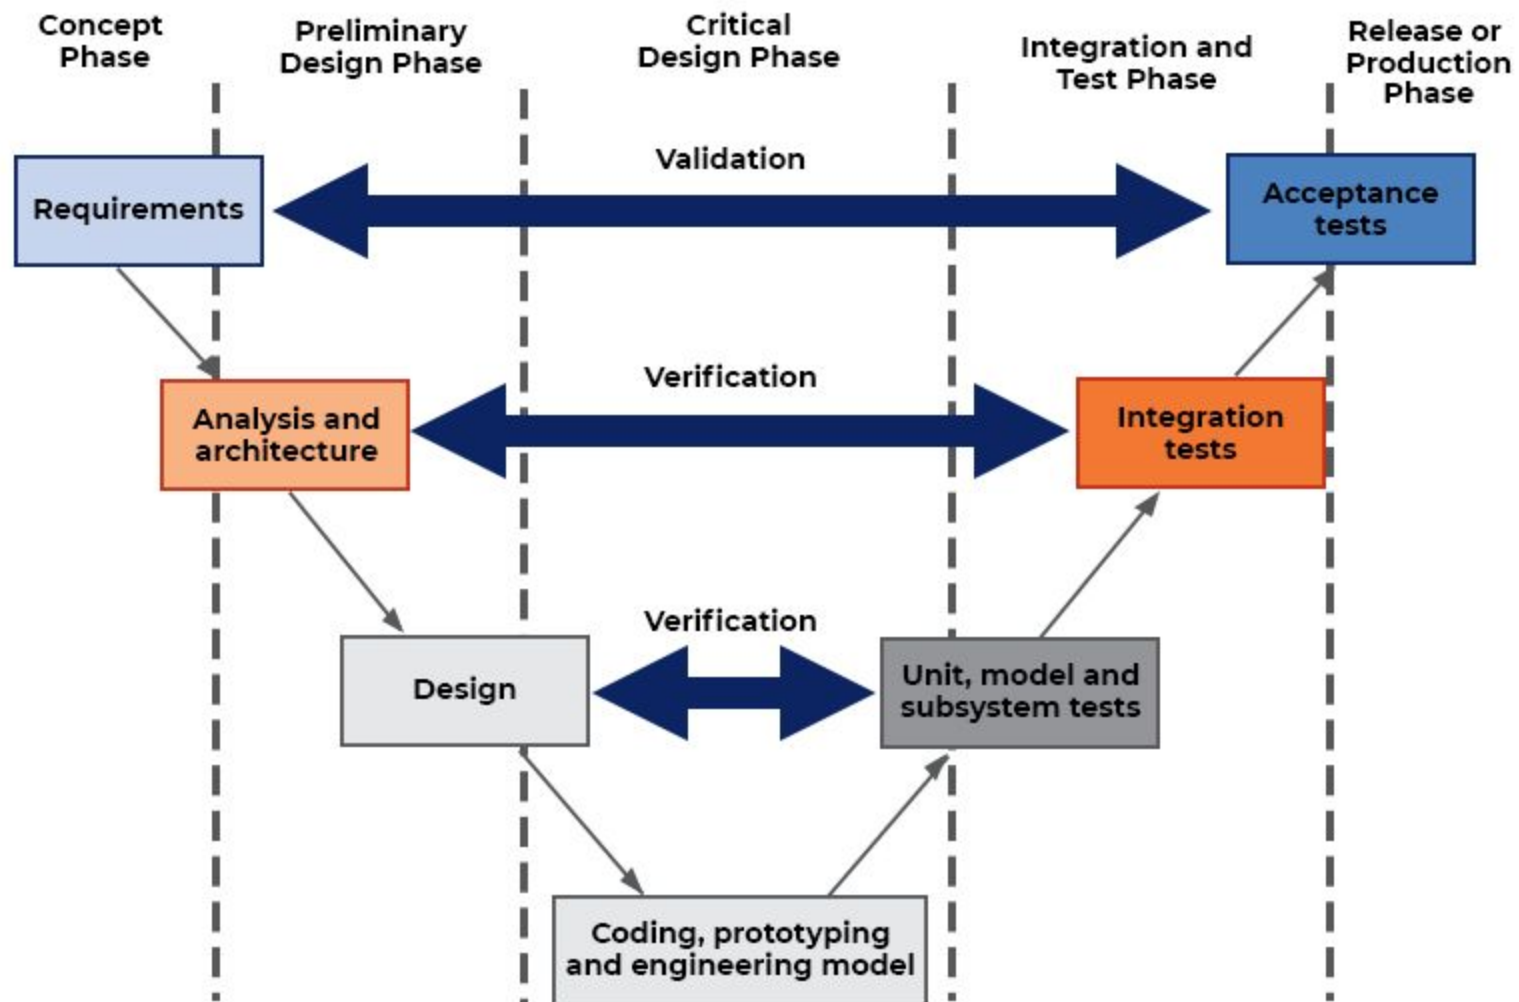 Concept
Phase
Preliminary
Design Phase
Critical
Design Phase
Integration and
Test Phase
Release or
Production
Phase
Validation
Requirements
Acceptance
tests
Verification
Analysis and
architecture
Integration
tests
Verification
Design
Unit, model and
subsystem tests
Coding, prototyping
and engineering model